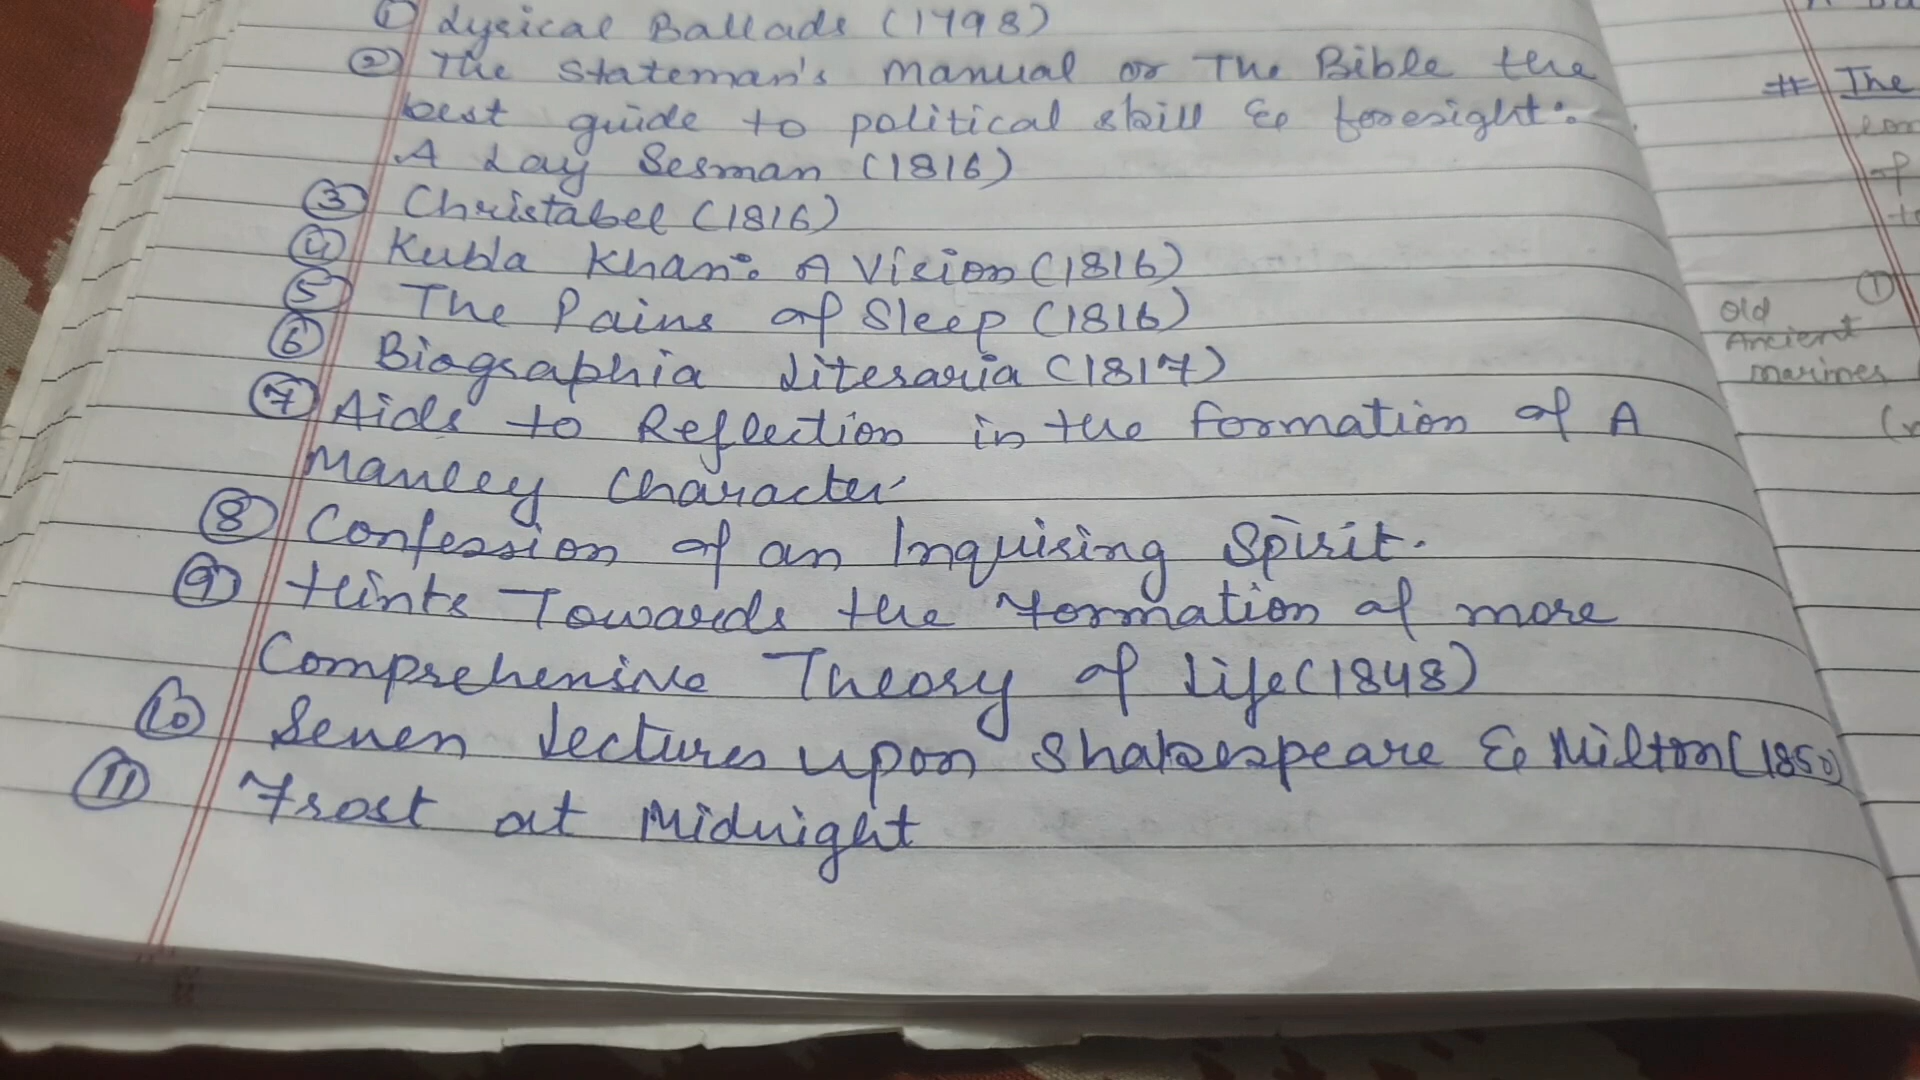 ① Lyrical Ballads (1798)
② The Stateman's Manual or The Bible the
best guide to political skill & foresight:
A Lay Serman (1816)
③ Christabel (1816)
④ Kubla Khan: A Vision (1816)
⑤ The Pains of Sleep (1816)
⑥ Biographia Literaria (1817)
⑦ Aids to Reflection in the formation of A
Manley Character
⑧ Confession of an Inquiring Spirit.
⑨ Hints Towards the Formation of more
Comprehensive Theory of Life (1848)
⑩ Seven Lectures upon Shakespeare & Milton (1850)
⑪ Frost at Midnight
# The
①
Old
Ancient
Mariner